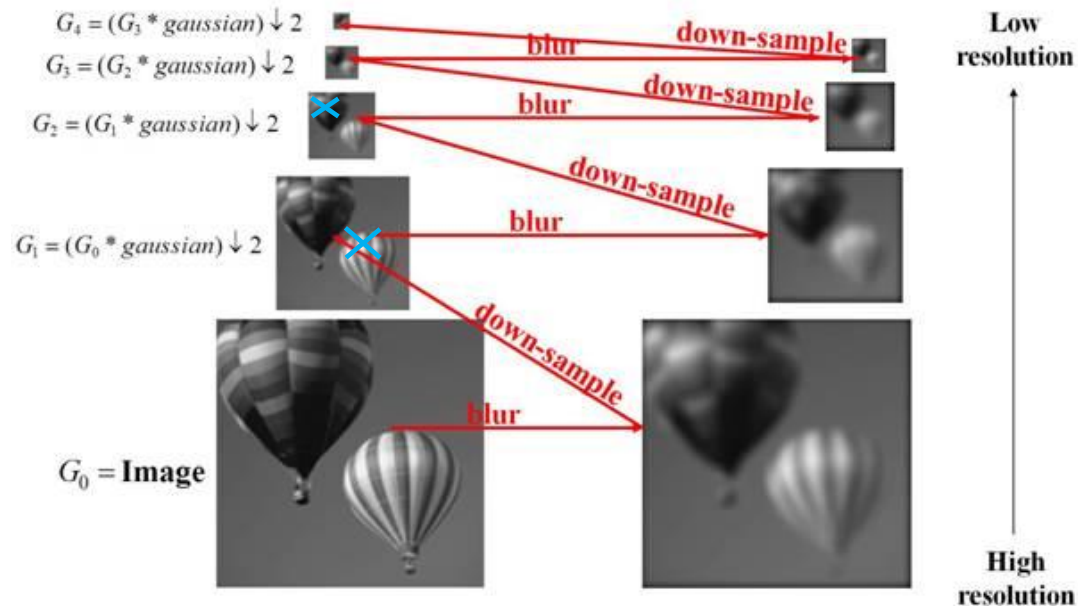 G₄ = (G₃ * gaussian) ↓ 2
blur
down-sample
Low
resolution
G₃ = (G₂ * gaussian) ↓ 2
blur
down-sample
G₂ = (G₁ * gaussian) ↓ 2
down-sample
G₁ = (G₀ * gaussian) ↓ 2
blur
down-sample
blur
G₀ = Image
High
resolution